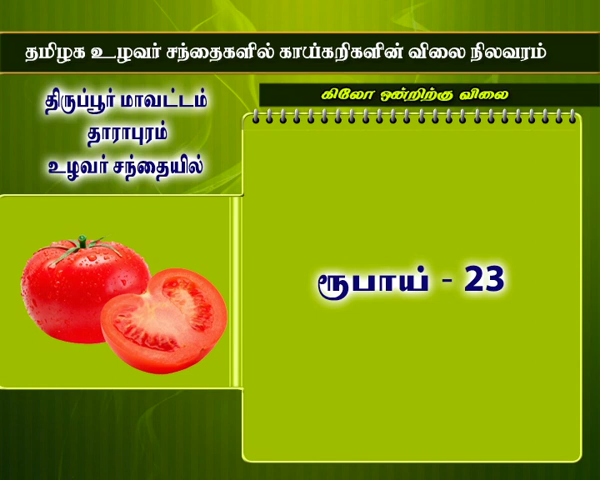 தமிழக உழவர் சந்தைகளில் காய்கறிகளின் விலை நிலவரம்
கிலோ ஒன்றிற்கு விலை
திருப்பூர் மாவட்டம்
தாராபுரம்
உழவர் சந்தையில்
ரூபாய் - 23